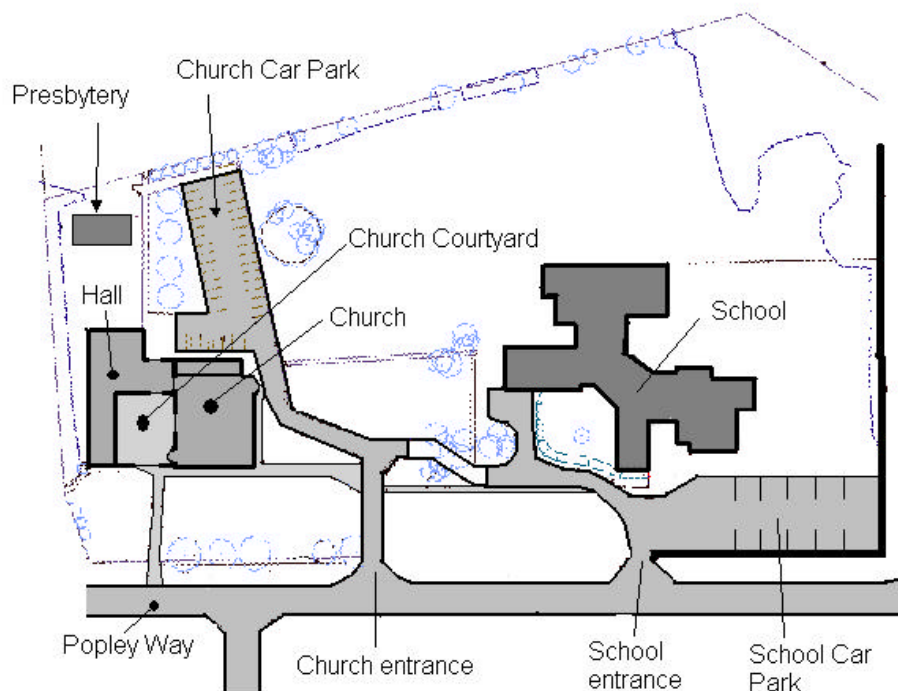 Church Car Park
Presbytery
Church Courtyard
Hall
Church
School
Popley Way
Church entrance
School
entrance
School Car
Park